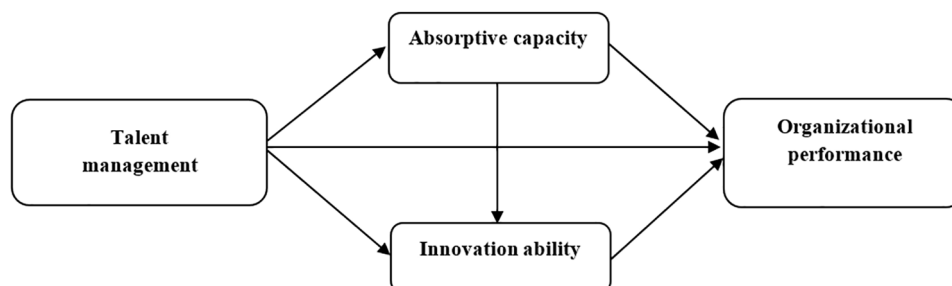 Absorptive capacity
Talent
management
Organizational
performance
Innovation ability